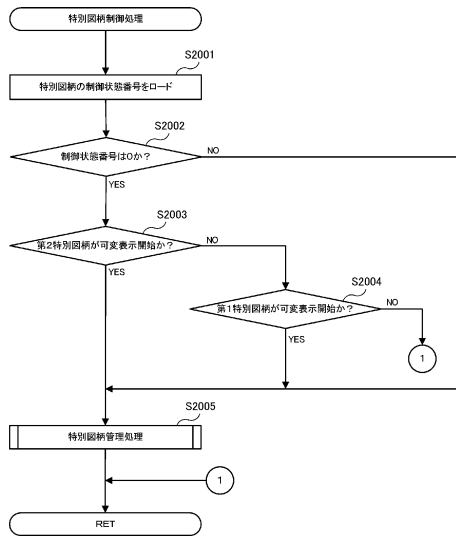 特別図柄制御処理
S2001
特別図柄の制御状態番号をロード
S2002
制御状態番号は0か?
NO
YES
S2003
第2特別図柄が可変表示開始か?
NO
YES
S2004
第1特別図柄が可変表示開始か?
NO
YES
1
S2005
特別図柄管理処理
1
RET